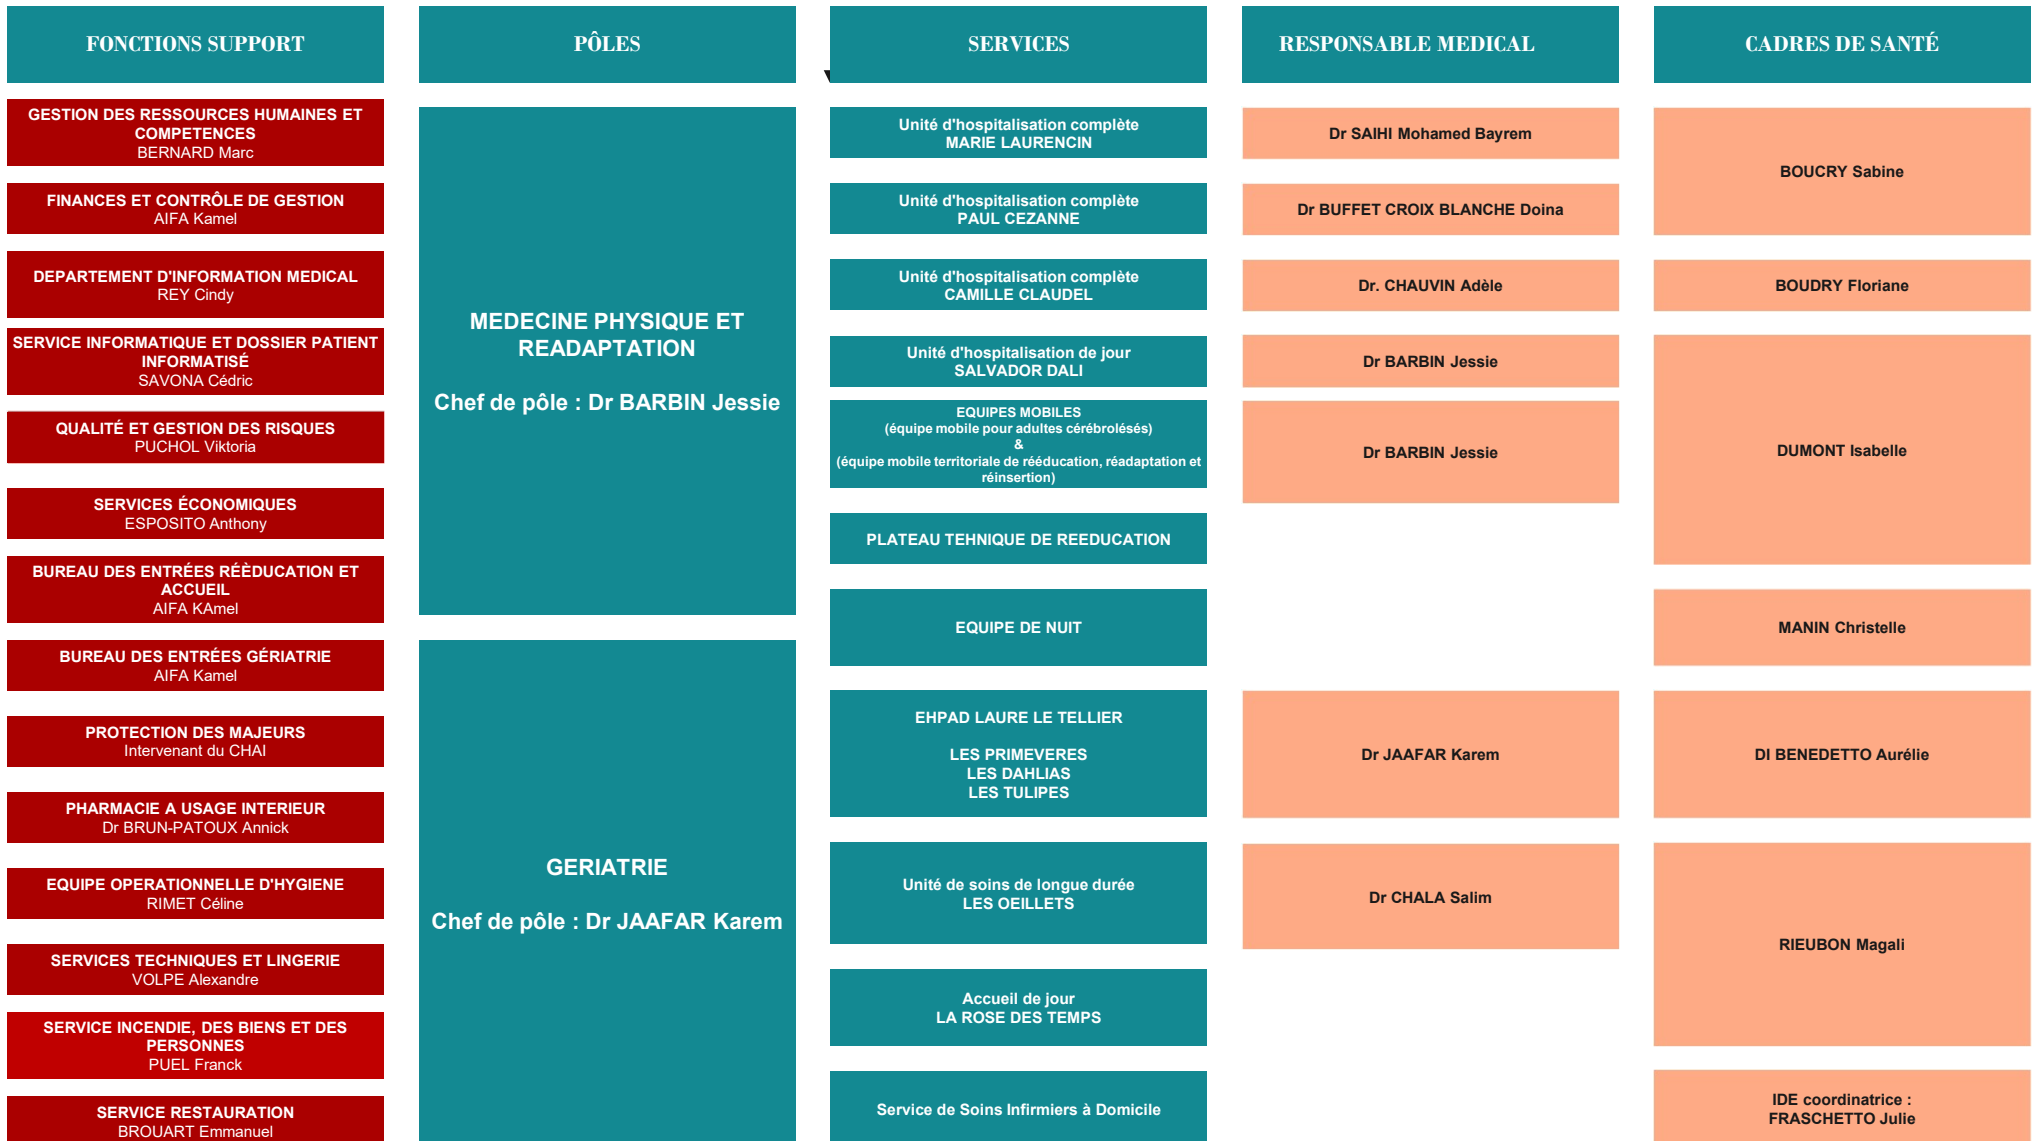 FONCTIONS SUPPORT
GESTION DES RESSOURCES HUMAINES ET
COMPETENCES
BERNARD Marc
FINANCES ET CONTRÔLE DE GESTION
AIFA Kamel
DEPARTEMENT D'INFORMATION MEDICAL
REY Cindy
SERVICE INFORMATIQUE ET DOSSIER PATIENT
INFORMATISÉ
SAVONA Cédric
QUALITÉ ET GESTION DES RISQUES
PUCHOL Viktoria
SERVICES ÉCONOMIQUES
ESPOSITO Anthony
BUREAU DES ENTRÉES RÉÈDUCATION ET
ACCUEIL
AIFA KAmel
BUREAU DES ENTRÉES GÉRIATRIE
AIFA Kamel
PROTECTION DES MAJEURS
Intervenant du CHAI
PHARMACIE A USAGE INTERIEUR
Dr BRUN-PATOUX Annick
EQUIPE OPERATIONNELLE D'HYGIENE
RIMET Céline
SERVICES TECHNIQUES ET LINGERIE
VOLPE Alexandre
SERVICE INCENDIE, DES BIENS ET DES
PERSONNES
PUEL Franck
SERVICE RESTAURATION
BROUART Emmanuel
PÔLES
MEDECINE PHYSIQUE ET
READAPTATION
Chef de pôle : Dr BARBIN Jessie
GERIATRIE
Chef de pôle : Dr JAAFAR Karem
SERVICES
Unité d'hospitalisation complète
MARIE LAURENCIN
Unité d'hospitalisation complète
PAUL CEZANNE
Unité d'hospitalisation complète
CAMILLE CLAUDEL
Unité d'hospitalisation de jour
SALVADOR DALI
EQUIPES MOBILES
(équipe mobile pour adultes cérébrolésés)
&
(équipe mobile territoriale de rééducation, réadaptation et
réinsertion)
PLATEAU TEHNIQUE DE REEDUCATION
EQUIPE DE NUIT
EHPAD LAURE LE TELLIER
LES PRIMEVERES
LES DAHLIAS
LES TULIPES
Unité de soins de longue durée
LES OEILLETS
Accueil de jour
LA ROSE DES TEMPS
Service de Soins Infirmiers à Domicile
RESPONSABLE MEDICAL
Dr SAIHI Mohamed Bayrem
Dr BUFFET CROIX BLANCHE Doina
Dr. CHAUVIN Adèle
Dr BARBIN Jessie
Dr BARBIN Jessie
Dr JAAFAR Karem
Dr CHALA Salim
CADRES DE SANTÉ
BOUCRY Sabine
BOUDRY Floriane
DUMONT Isabelle
MANIN Christelle
DI BENEDETTO Aurélie
RIEUBON Magali
IDE coordinatrice :
FRASCHETTO Julie